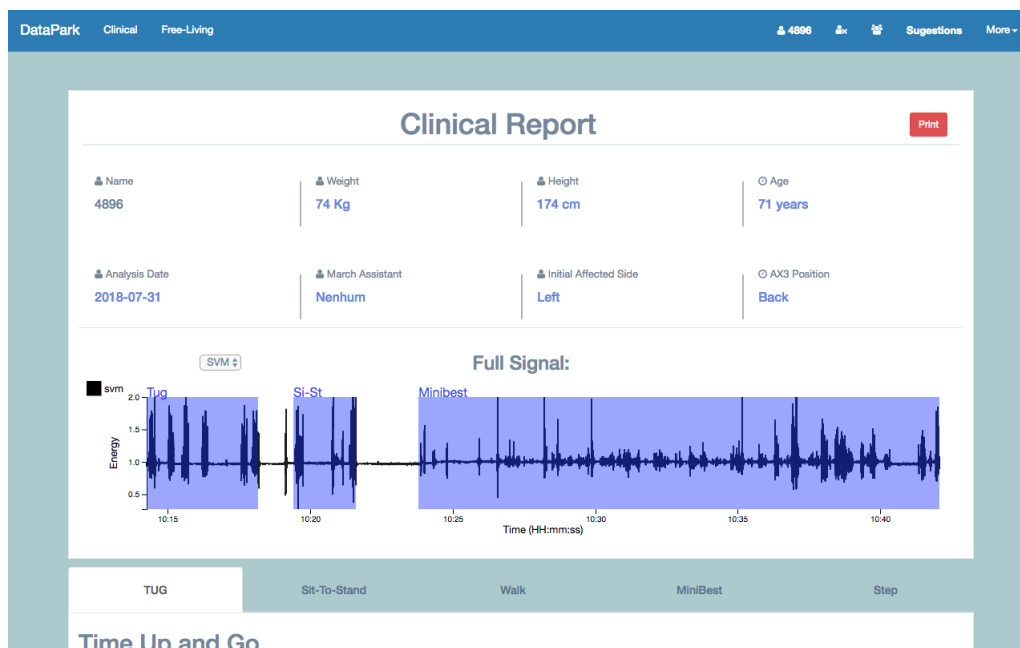 DataPark Clinical Free-Living 4896 Sugestions More
Clinical Report
Print
Name Weight Height Age
4896 74 Kg 174 cm 71 years
Analysis Date March Assistant Initial Affected Side AX3 Position
2018-07-31 Nenhum Left Back
SVM Full Signal:
svm Tug Si-St Minibest
2.0
1.5
1.0
0.5
Energy
10:15 10:20 10:25 10:30 10:35 10:40
Time (HH:mm:ss)
TUG Sit-To-Stand Walk MiniBest Step
Time Up and Go